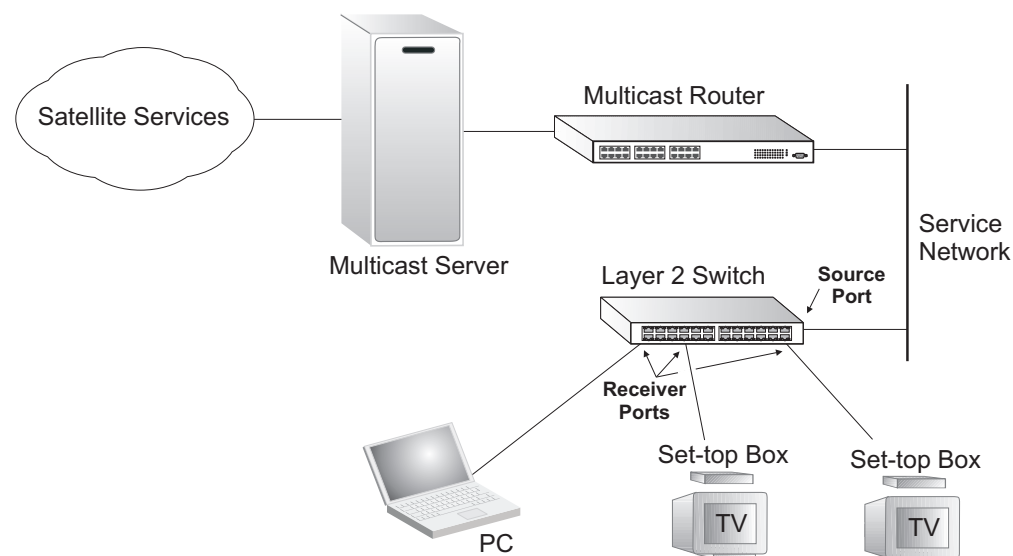 Satellite Services
Multicast Router
Multicast Server
Service
Network
Layer 2 Switch
Source
Port
Receiver
Ports
Set-top Box
Set-top Box
PC
TV
TV